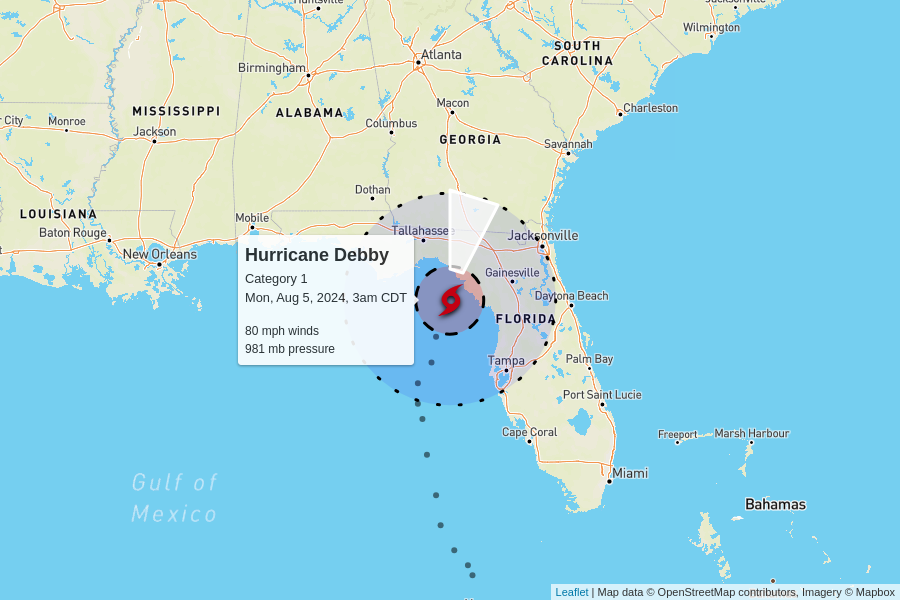 Huntsville
Jacksonville
Wilmington
SOUTH
CAROLINA
Atlanta
Birmingham
Macon
MISSISSIPPI
ALABAMA
Charleston
City
Monroe
Columbus
Jackson
GEORGIA
Savannah
Dothan
LOUISIANA
Mobile
Baton Rouge
Tallahassee
Jacksonville
New Orleans
Hurricane Debby
Category 1
Mon, Aug 5, 2024, 3am CDT
80 mph winds
981 mb pressure
Gainesville
Daytona Beach
FLORIDA
Tampa
Palm Bay
Port Saint Lucie
Cape Coral
Freeport
Marsh Harbour
Miami
Gulf of
Mexico
Bahamas
Leaflet | Map data © OpenStreetMap contributors, Imagery © Mapbox